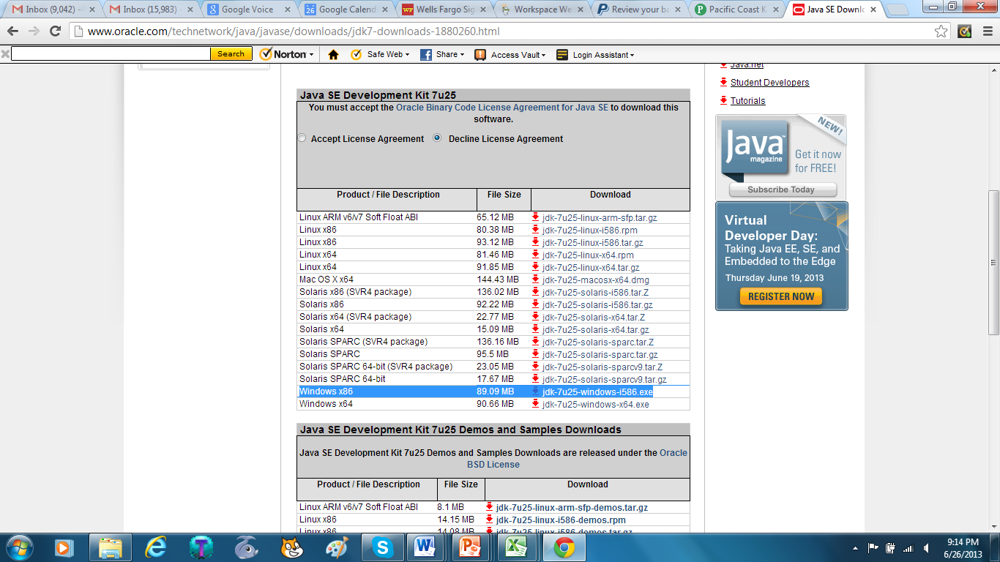 Inbox (9,042) -
Inbox (15,983) -
Google Voice
Google Calend
Wells Fargo Sig
Workspace We
Review your ba
Pacific Coast K
Java SE Downlo
www.oracle.com/technetwork/java/javase/downloads/jdk7-downloads-1880260.html
Search
Norton
Safe Web
Share
Access Vault
Login Assistant
Java.net
Student Developers
Tutorials
Java Magazine
NEW!
Get it now
for FREE!
Subscribe Today
Virtual
Developer Day:
Taking Java EE, SE, and
Embedded to the Edge
Thursday June 19, 2013
REGISTER NOW
Java SE Development Kit 7u25
You must accept the Oracle Binary Code License Agreement for Java SE to download this
software.
Accept License Agreement Decline License Agreement
Product / File Description File Size Download
Linux ARM v6/v7 Soft Float ABI 65.12 MB jdk-7u25-linux-arm-sfp.tar.gz
Linux x86 80.38 MB jdk-7u25-linux-i586.rpm
Linux x86 93.12 MB jdk-7u25-linux-i586.tar.gz
Linux x64 81.46 MB jdk-7u25-linux-x64.rpm
Linux x64 91.85 MB jdk-7u25-linux-x64.tar.gz
Mac OS X x64 144.43 MB jdk-7u25-macosx-x64.dmg
Solaris x86 (SVR4 package) 136.02 MB jdk-7u25-solaris-i586.tar.Z
Solaris x86 92.22 MB jdk-7u25-solaris-i586.tar.gz
Solaris x64 (SVR4 package) 22.77 MB jdk-7u25-solaris-x64.tar.Z
Solaris x64 15.09 MB jdk-7u25-solaris-x64.tar.gz
Solaris SPARC (SVR4 package) 136.16 MB jdk-7u25-solaris-sparc.tar.Z
Solaris SPARC 95.5 MB jdk-7u25-solaris-sparc.tar.gz
Solaris SPARC 64-bit (SVR4 package) 23.05 MB jdk-7u25-solaris-sparcv9.tar.Z
Solaris SPARC 64-bit 17.67 MB jdk-7u25-solaris-sparcv9.tar.gz
Windows x86 89.09 MB jdk-7u25-windows-i586.exe
Windows x64 90.66 MB jdk-7u25-windows-x64.exe
Java SE Development Kit 7u25 Demos and Samples Downloads
Java SE Development Kit 7u25 Demos and Samples Downloads are released under the Oracle
BSD License
Product / File Description File Size Download
Linux ARM v6/v7 Soft Float ABI 8.1 MB jdk-7u25-linux-arm-sfp-demos.tar.gz
Linux x86 14.15 MB jdk-7u25-linux-i586-demos.rpm
Linux x86 14.08 MB jdk-7u25-linux-i586-demos.tar.gz
9:14 PM
6/26/2013